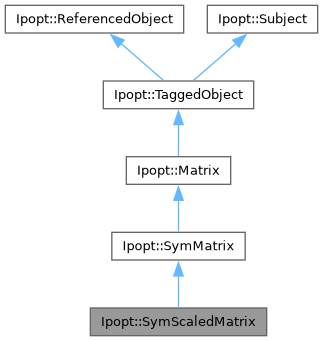 Ipopt::ReferencedObject
Ipopt::Subject
Ipopt::TaggedObject
Ipopt::Matrix
Ipopt::SymMatrix
Ipopt::SymScaledMatrix